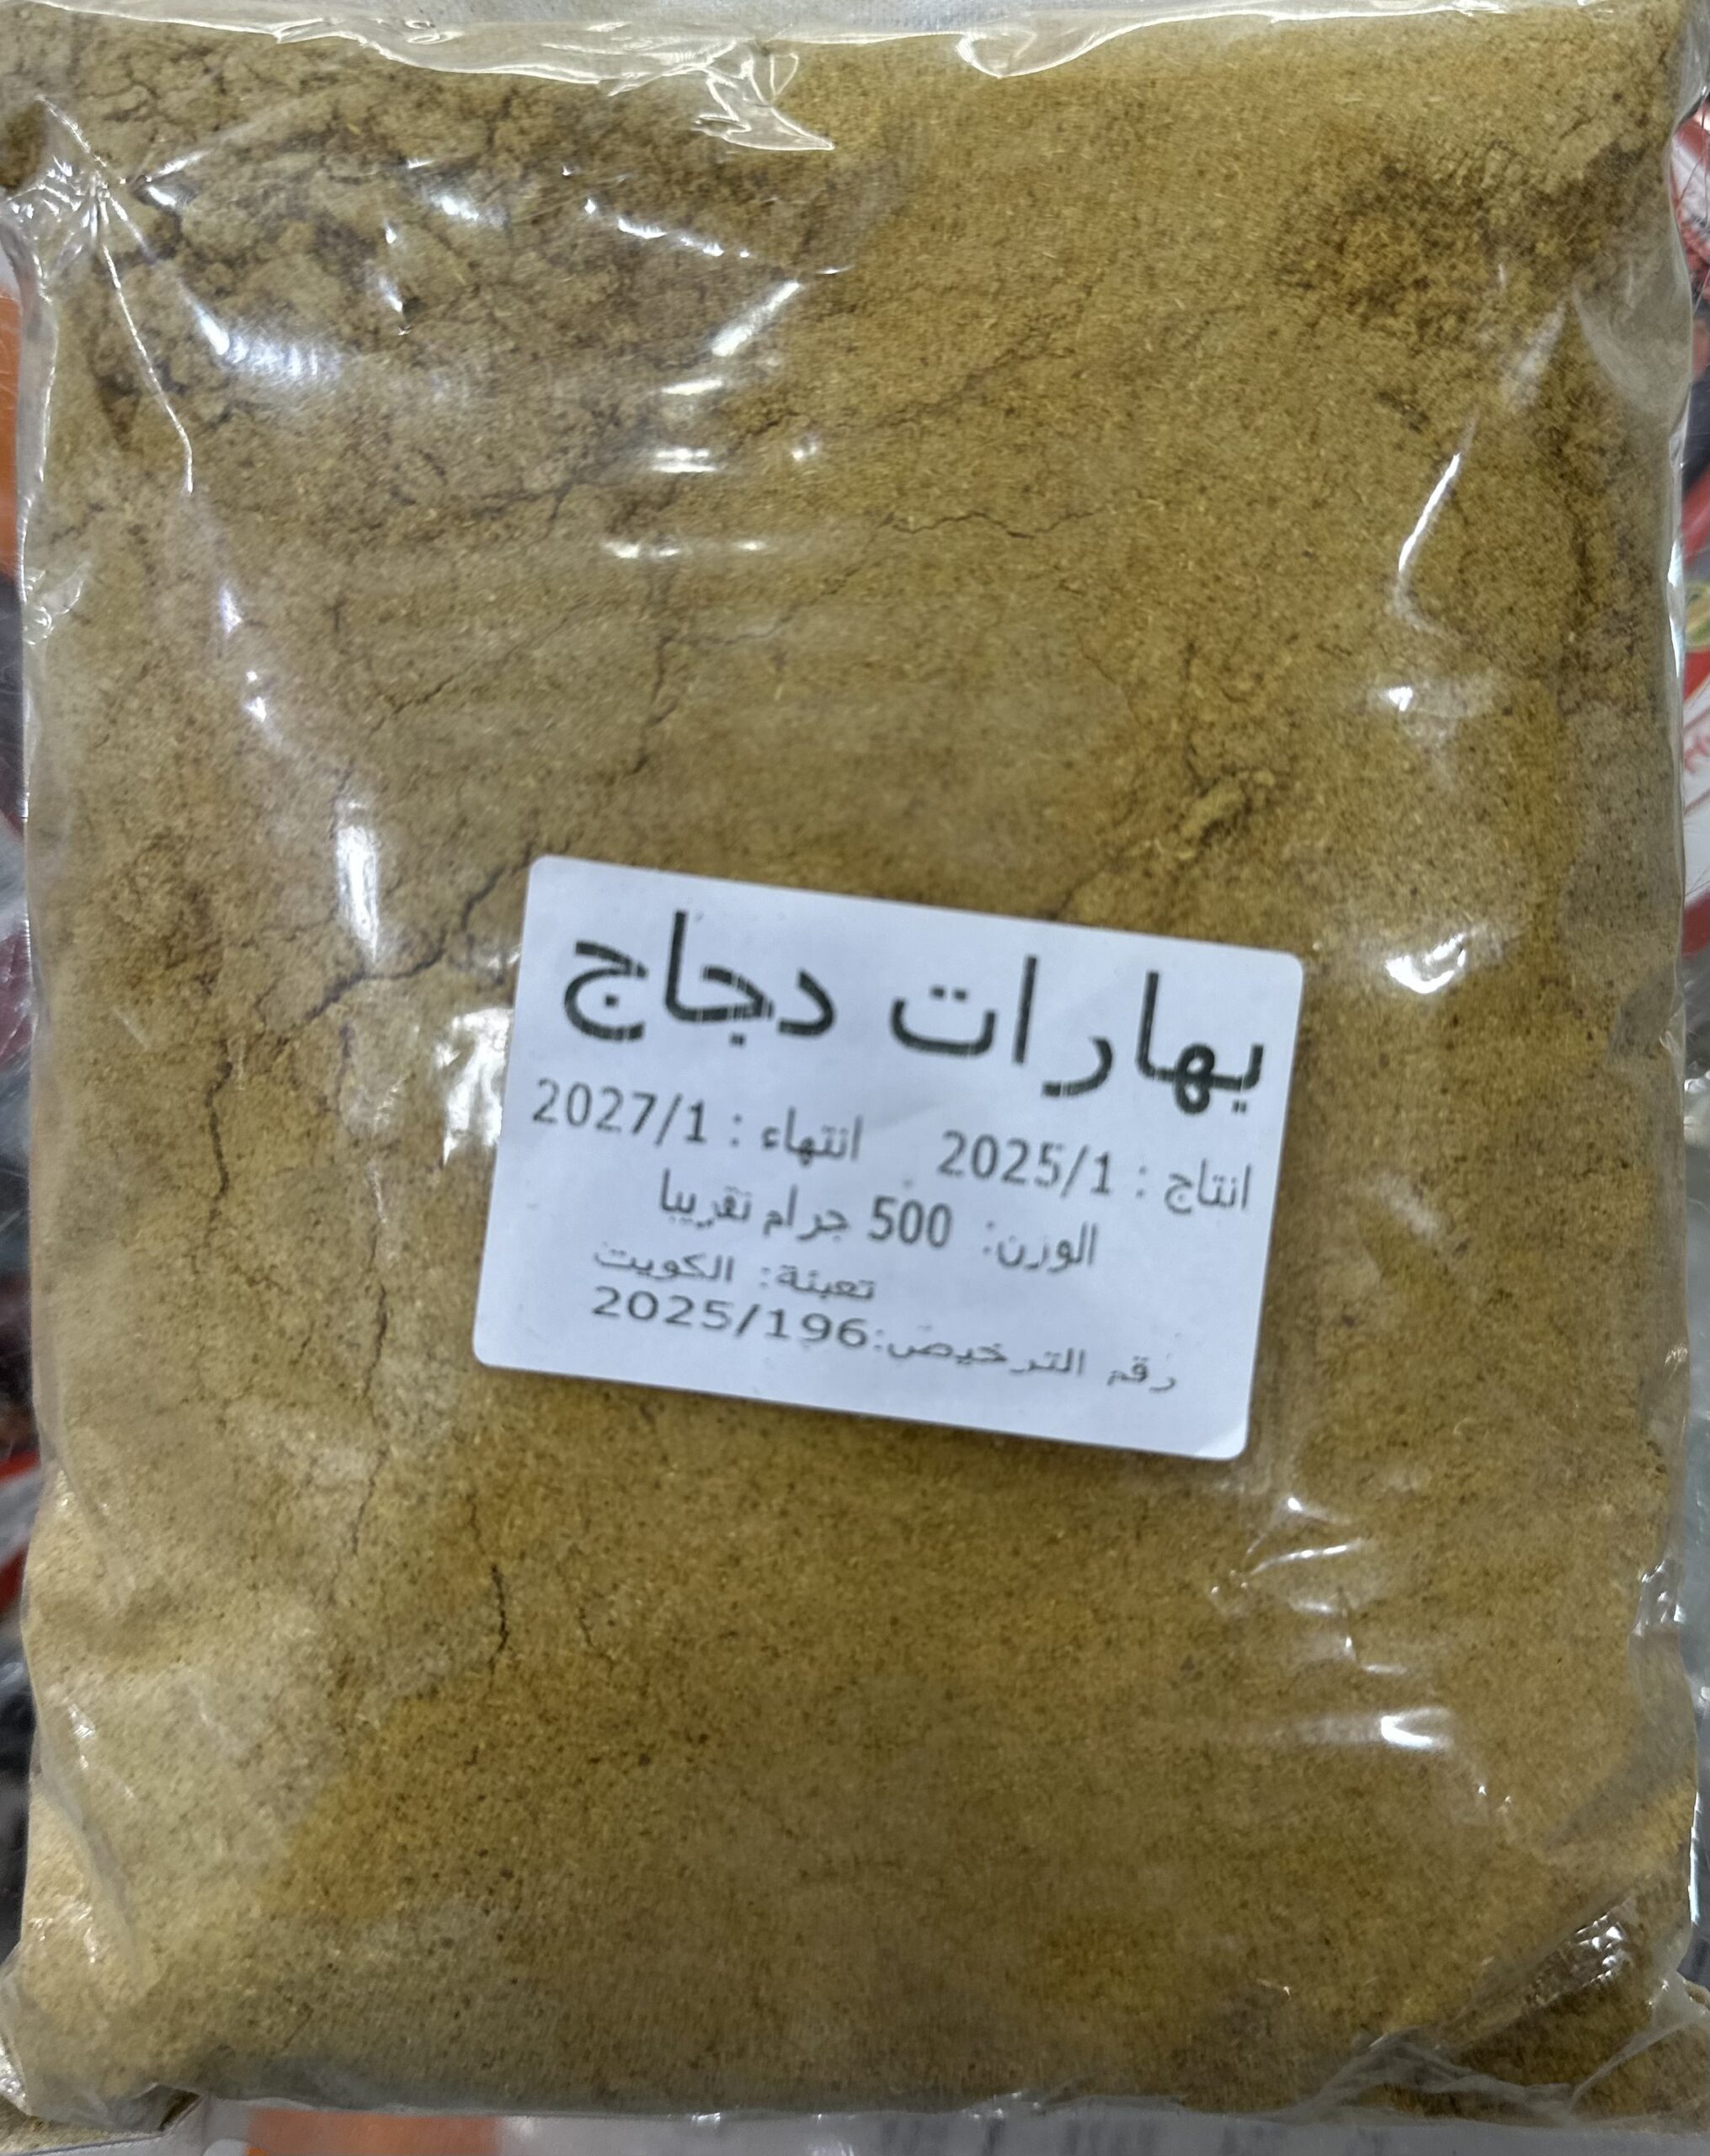 بهارات دجاج
انتاج : 2025/1 انتهاء : 2027/1
الوزن: 500 جرام تقريبا
تعبئة: الكويت
رقم الترخيص:2025/196